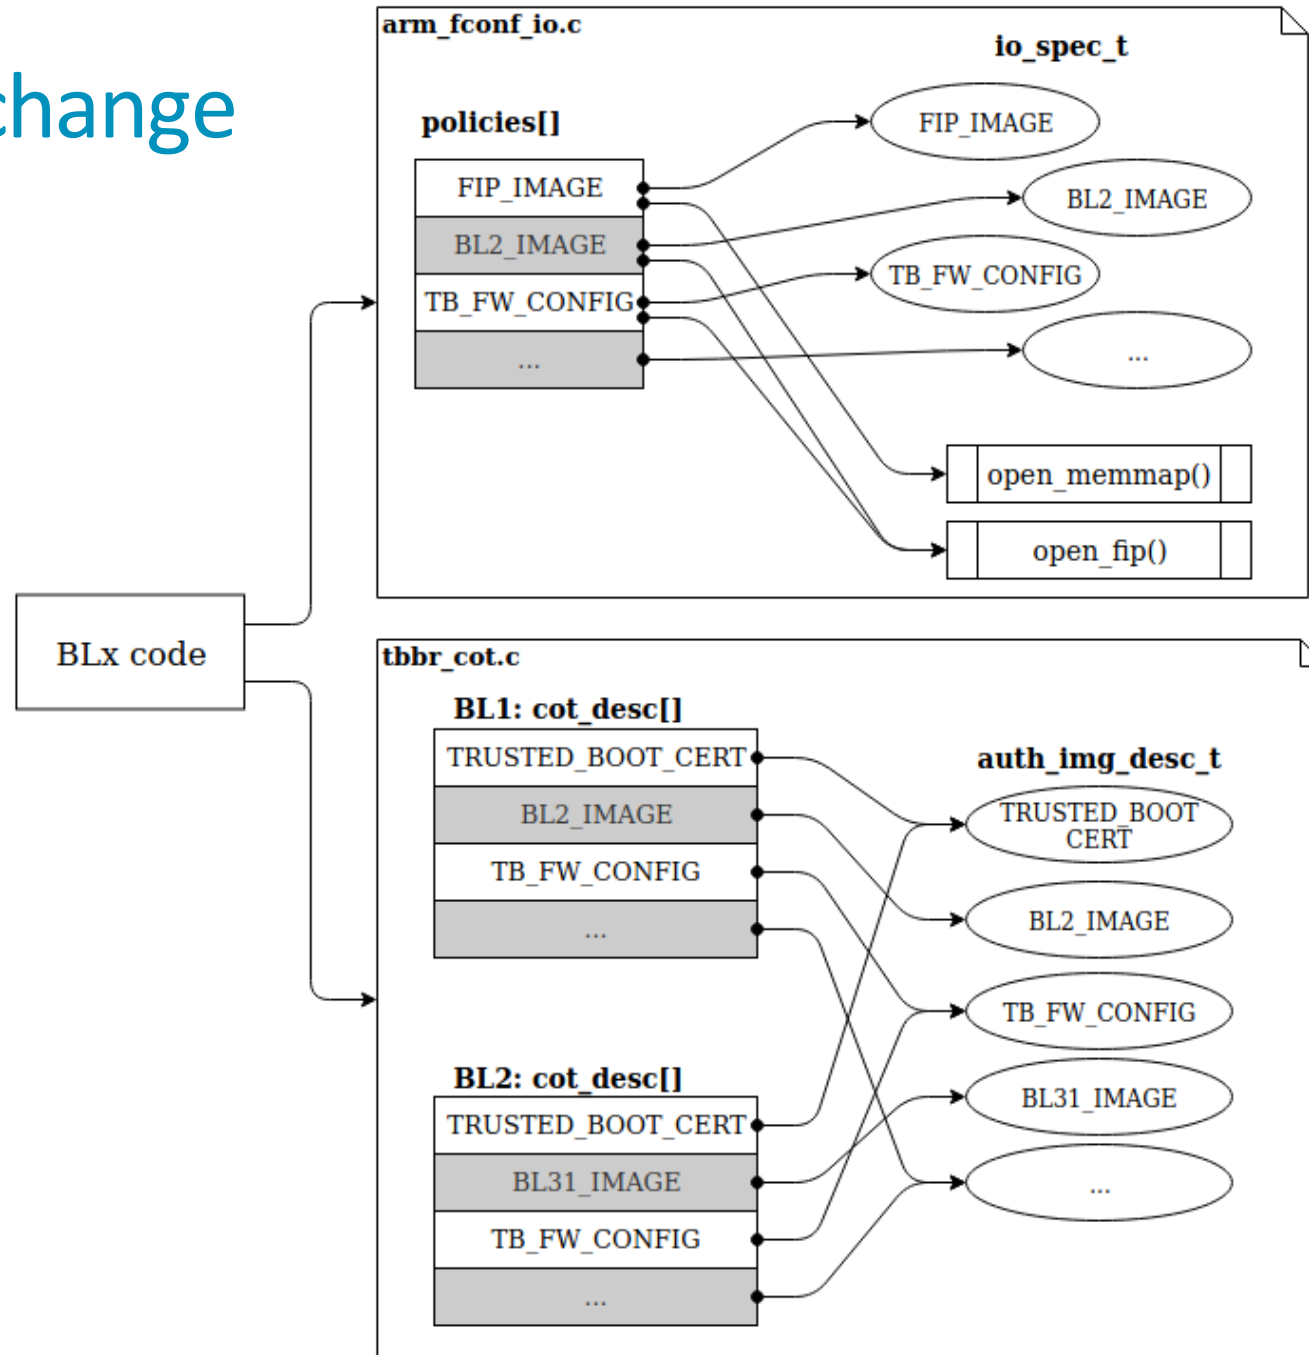 change
arm_fconf_io.c
io_spec_t
policies[]
FIP_IMAGE
BL2_IMAGE
TB_FW_CONFIG
...
FIP_IMAGE
BL2_IMAGE
TB_FW_CONFIG
...
open_memmap()
open_fip()
BLx code
tbbr_cot.c
BL1: cot_desc[]
TRUSTED_BOOT_CERT
BL2_IMAGE
TB_FW_CONFIG
...
BL2: cot_desc[]
TRUSTED_BOOT_CERT
BL31_IMAGE
TB_FW_CONFIG
...
auth_img_desc_t
TRUSTED_BOOT
CERT
BL2_IMAGE
TB_FW_CONFIG
BL31_IMAGE
...